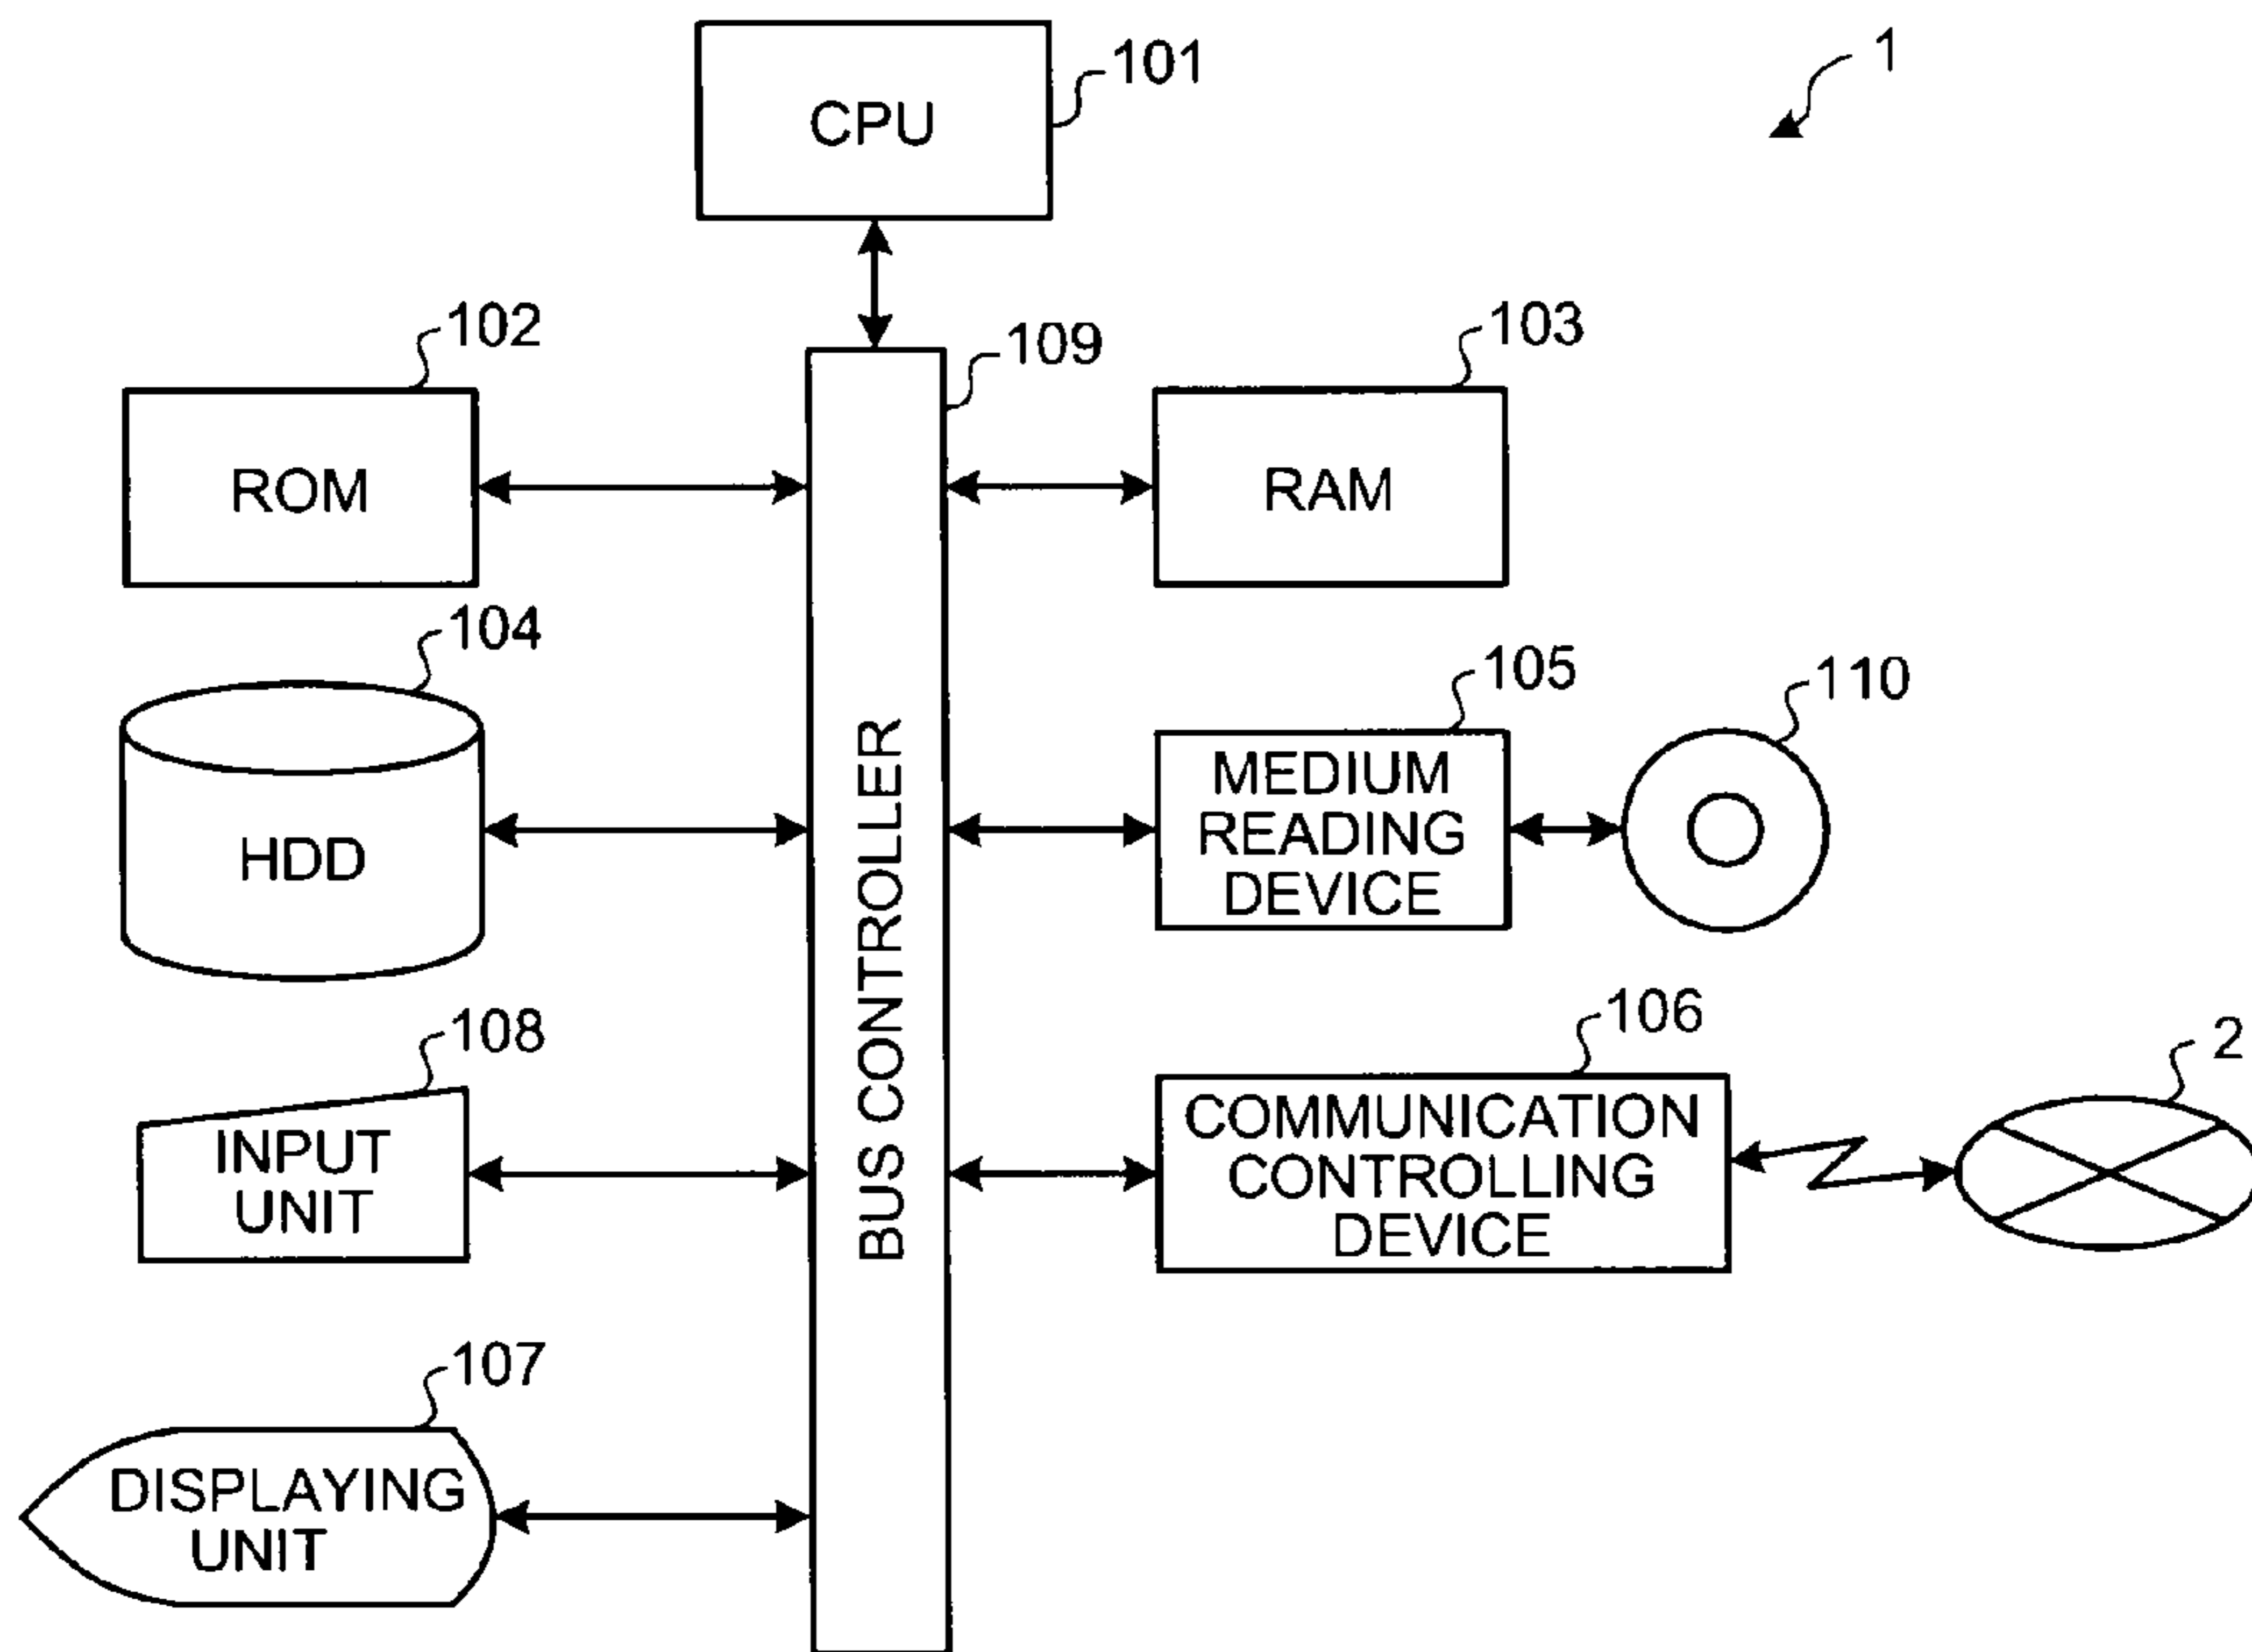 1
101
CPU
102
109
103
ROM
RAM
104
105
110
HDD
MEDIUM
READING
DEVICE
BUS CONTROLLER
108
106
2
INPUT
UNIT
COMMUNICATION
CONTROLLING
DEVICE
107
DISPLAYING
UNIT